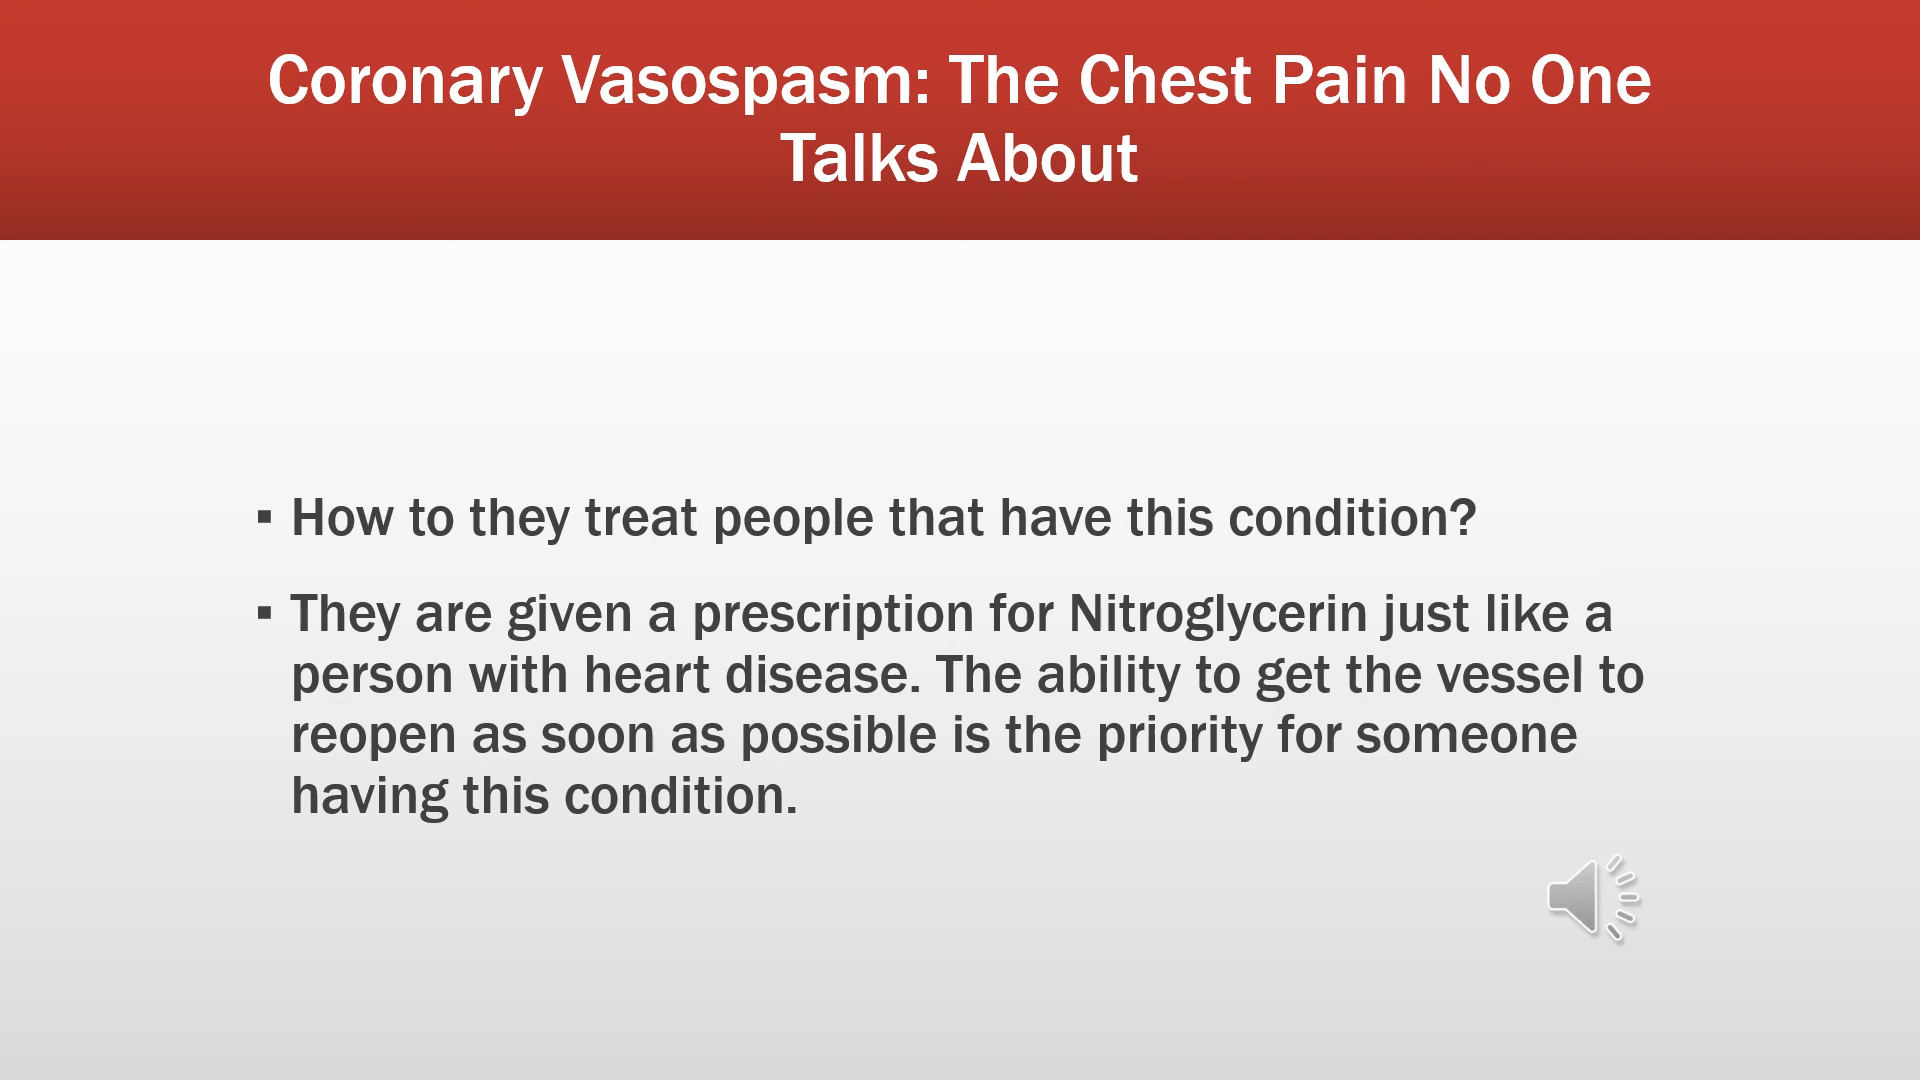 Coronary Vasospasm: The Chest Pain No One
Talks About
▪ How to they treat people that have this condition?
▪ They are given a prescription for Nitroglycerin just like a
person with heart disease. The ability to get the vessel to
reopen as soon as possible is the priority for someone
having this condition.